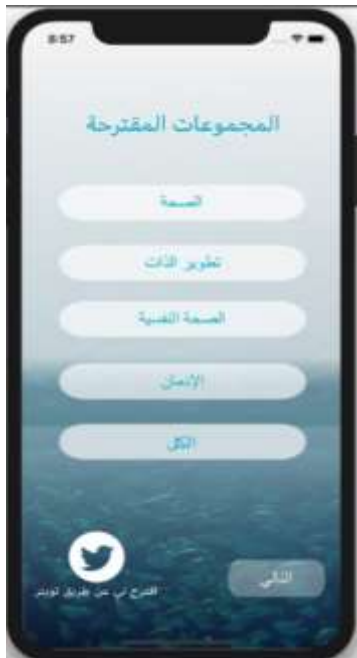 8:57
المجموعات المقترحة
الصحة
تطوير الذات
الصحة النفسية
الإدمان
الكل
التالي
اقترح لي عن طريق تويتر